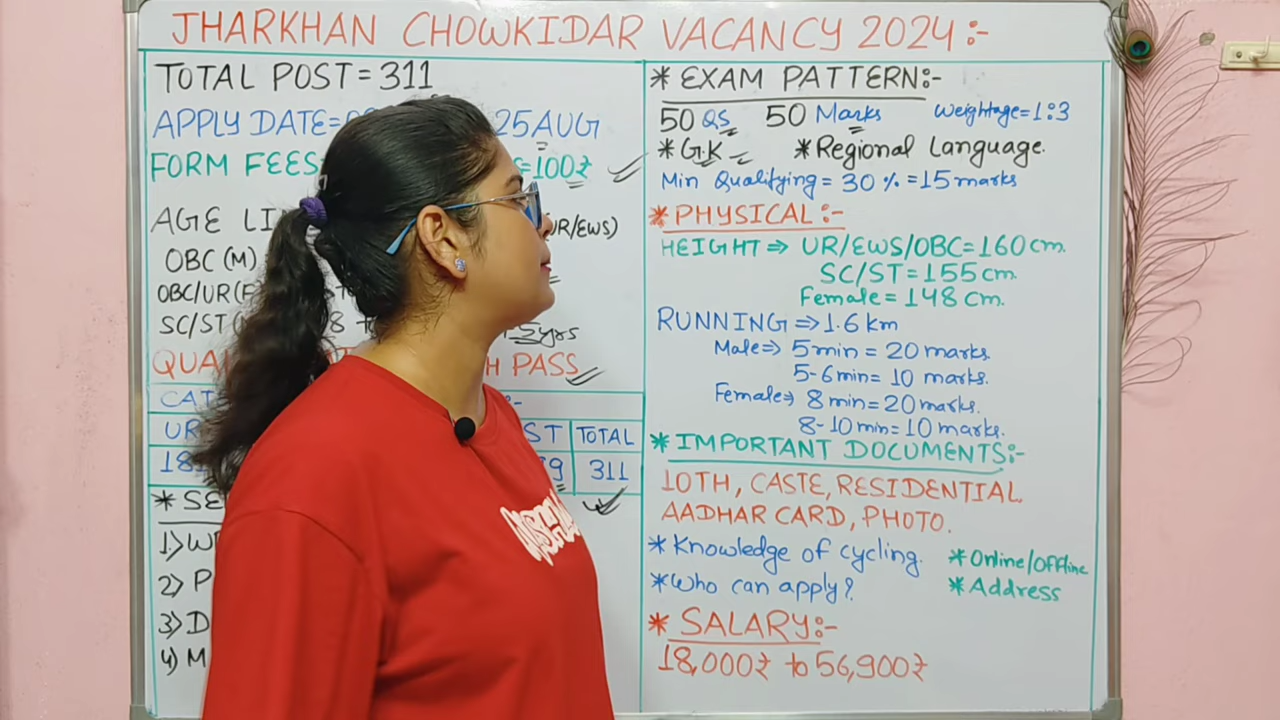 JHARKHAN CHOWKIDAR VACANCY 2024:-
TOTAL POST = 311
APPLY DATE= 25AUG
FORM FEES =100₹
AGE LI UR/EWS)
OBC (M)
OBC/UR(F
SC/ST( 8 to yrs
QUA PASS
CAT :-
UR ST TOTAL
18 9 311
* SE
1.> W
2) P
3) D
4) M
* EXAM PATTERN:-
50 QS 50 Marks Weightage=1:3
* G.K * Regional Language.
Min Qualifying = 30 % = 15 marks
* PHYSICAL :-
HEIGHT ⇒ UR/EWS/OBC = 160 cm.
SC/ST = 155 cm.
Female = 148 cm.
RUNNING ⇒ 1.6 km
Male ⇒ 5 min = 20 marks.
5-6 min = 10 marks.
Female ⇒ 8 min = 20 marks.
8-10 min = 10 marks.
* IMPORTANT DOCUMENTS:-
10TH, CASTE, RESIDENTIAL
AADHAR CARD, PHOTO.
* Knowledge of cycling. * Online/Offline
* Who can apply? * Address
* SALARY:-
18,000₹ to 56,900₹